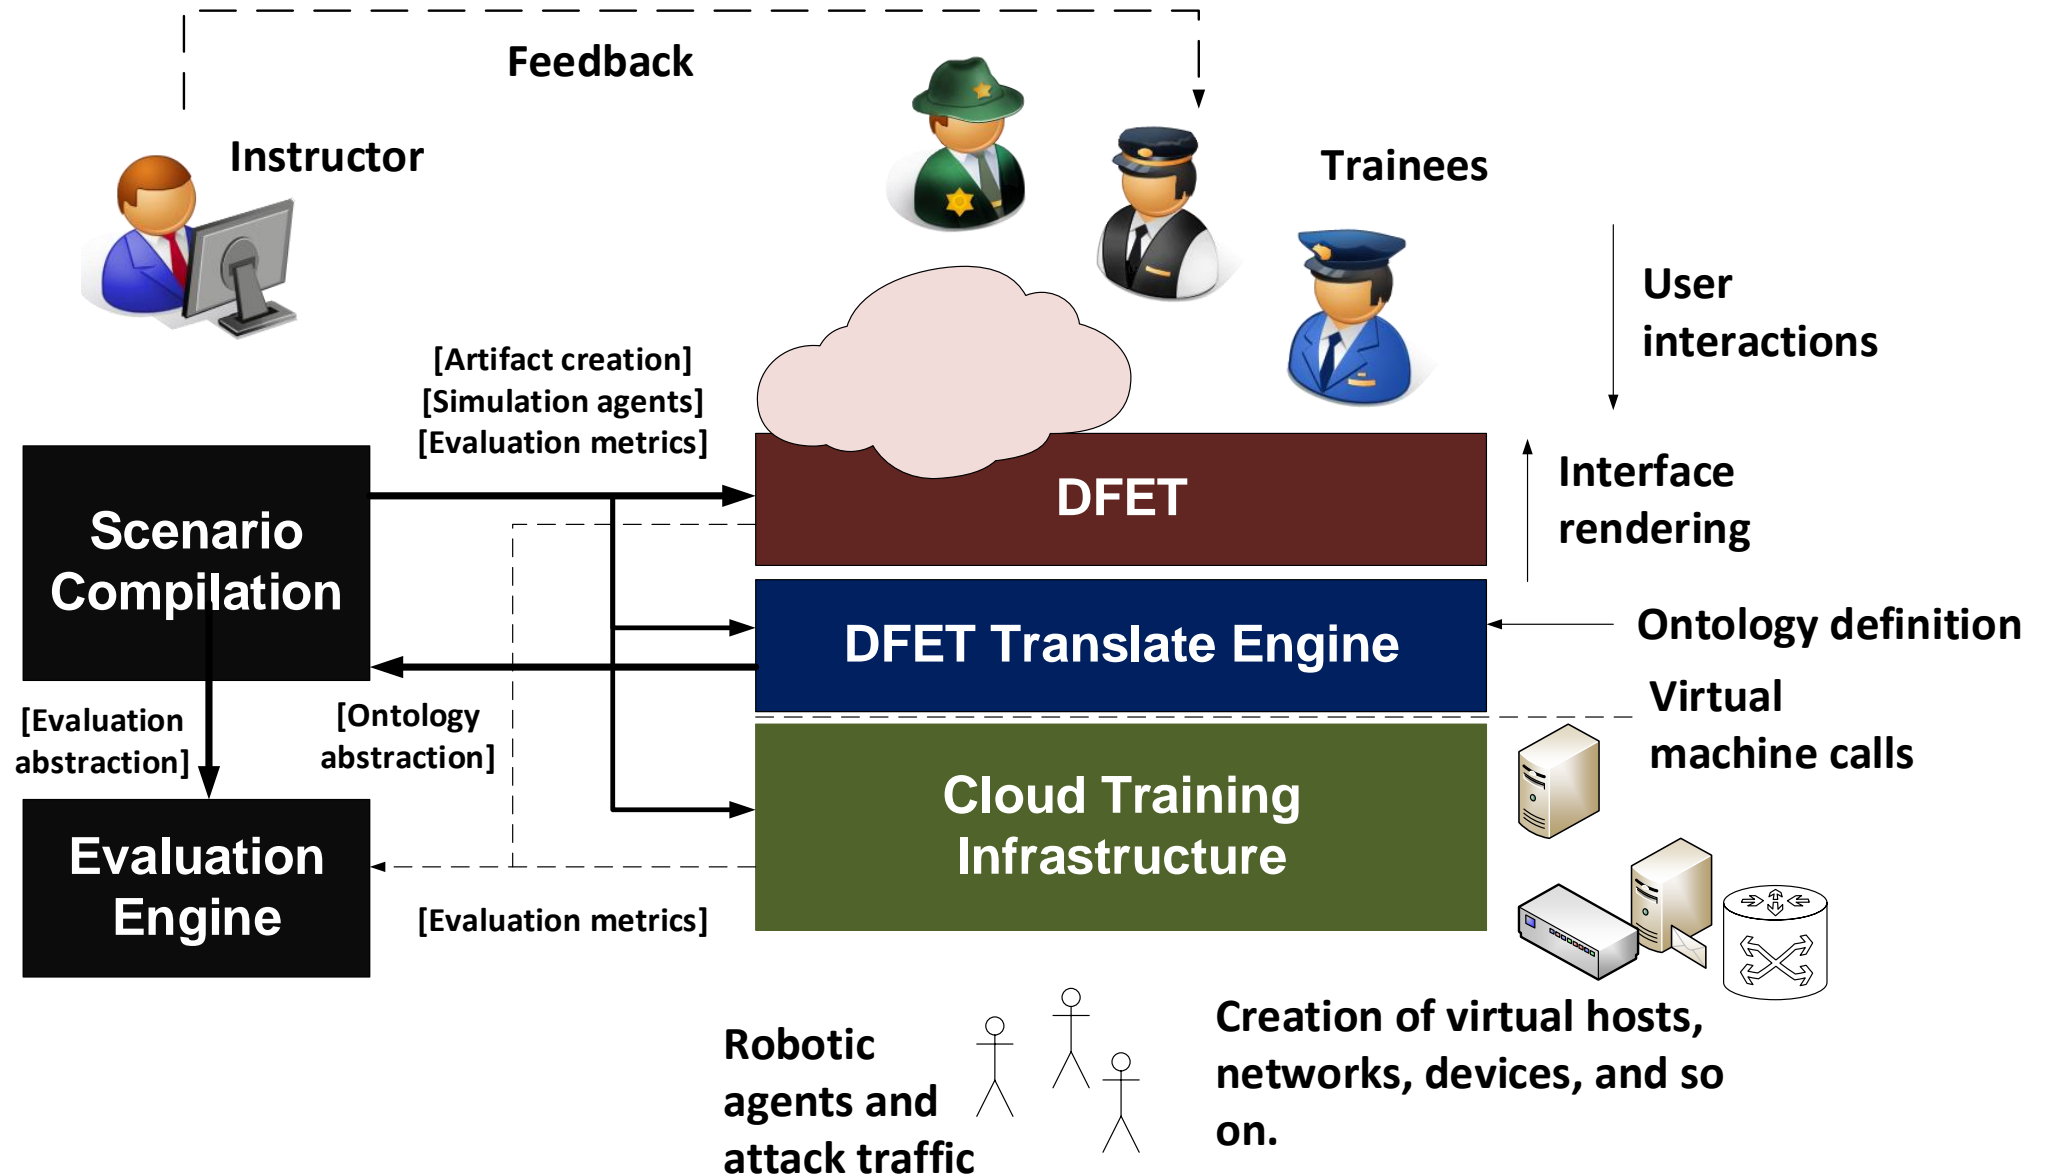 Feedback
Instructor
Trainees
User
interactions
[Artifact creation]
[Simulation agents]
[Evaluation metrics]
Scenario
Compilation
DFET
Interface
rendering
DFET Translate Engine
Ontology definition
[Evaluation
abstraction]
[Ontology
abstraction]
Virtual
machine calls
Cloud Training
Infrastructure
Evaluation
Engine
[Evaluation metrics]
Robotic
agents and
attack traffic
Creation of virtual hosts,
networks, devices, and so
on.